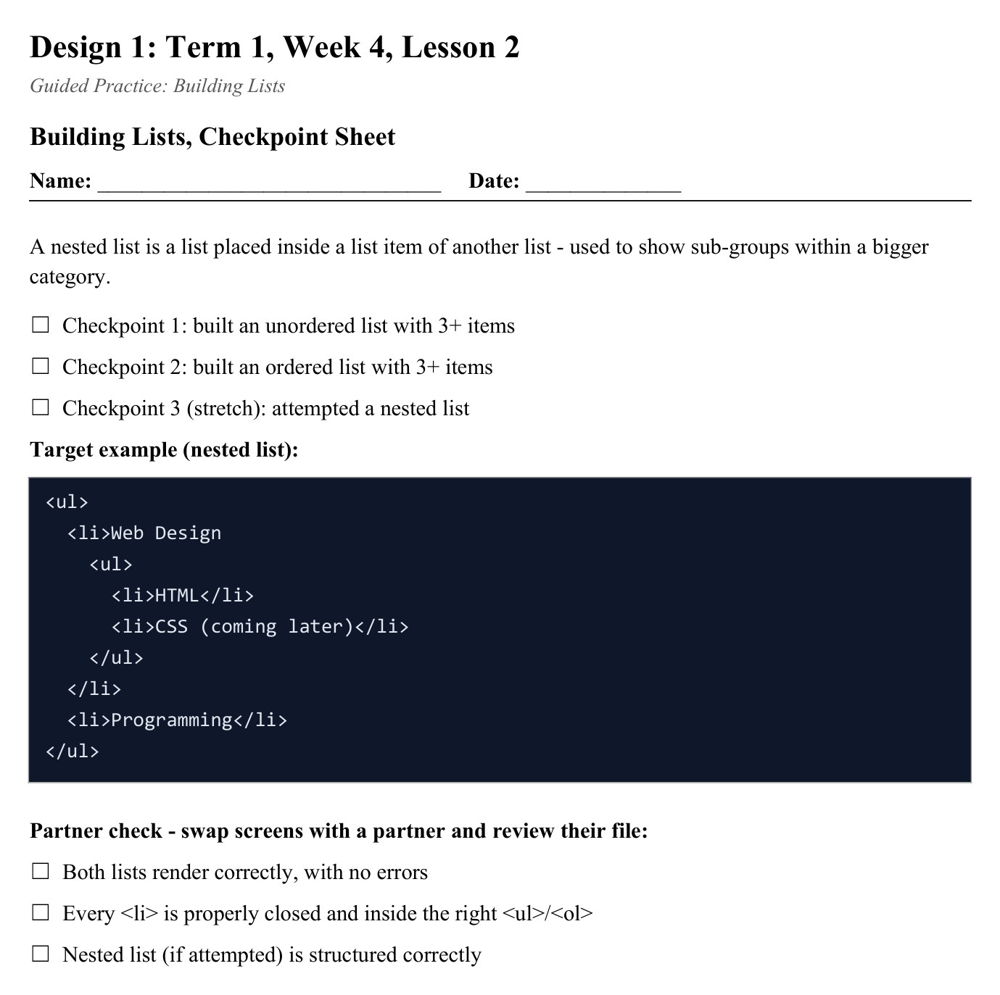 Design 1: Term 1, Week 4, Lesson 2
Guided Practice: Building Lists
Building Lists, Checkpoint Sheet
Name: _______________________________ Date: ______________
A nested list is a list placed inside a list item of another list - used to show sub-groups within a bigger
category.
☐ Checkpoint 1: built an unordered list with 3+ items
☐ Checkpoint 2: built an ordered list with 3+ items
☐ Checkpoint 3 (stretch): attempted a nested list
Target example (nested list):
<ul>
  <li>Web Design
    <ul>
      <li>HTML</li>
      <li>CSS (coming later)</li>
    </ul>
  </li>
  <li>Programming</li>
</ul>
Partner check - swap screens with a partner and review their file:
☐ Both lists render correctly, with no errors
☐ Every <li> is properly closed and inside the right <ul>/<ol>
☐ Nested list (if attempted) is structured correctly